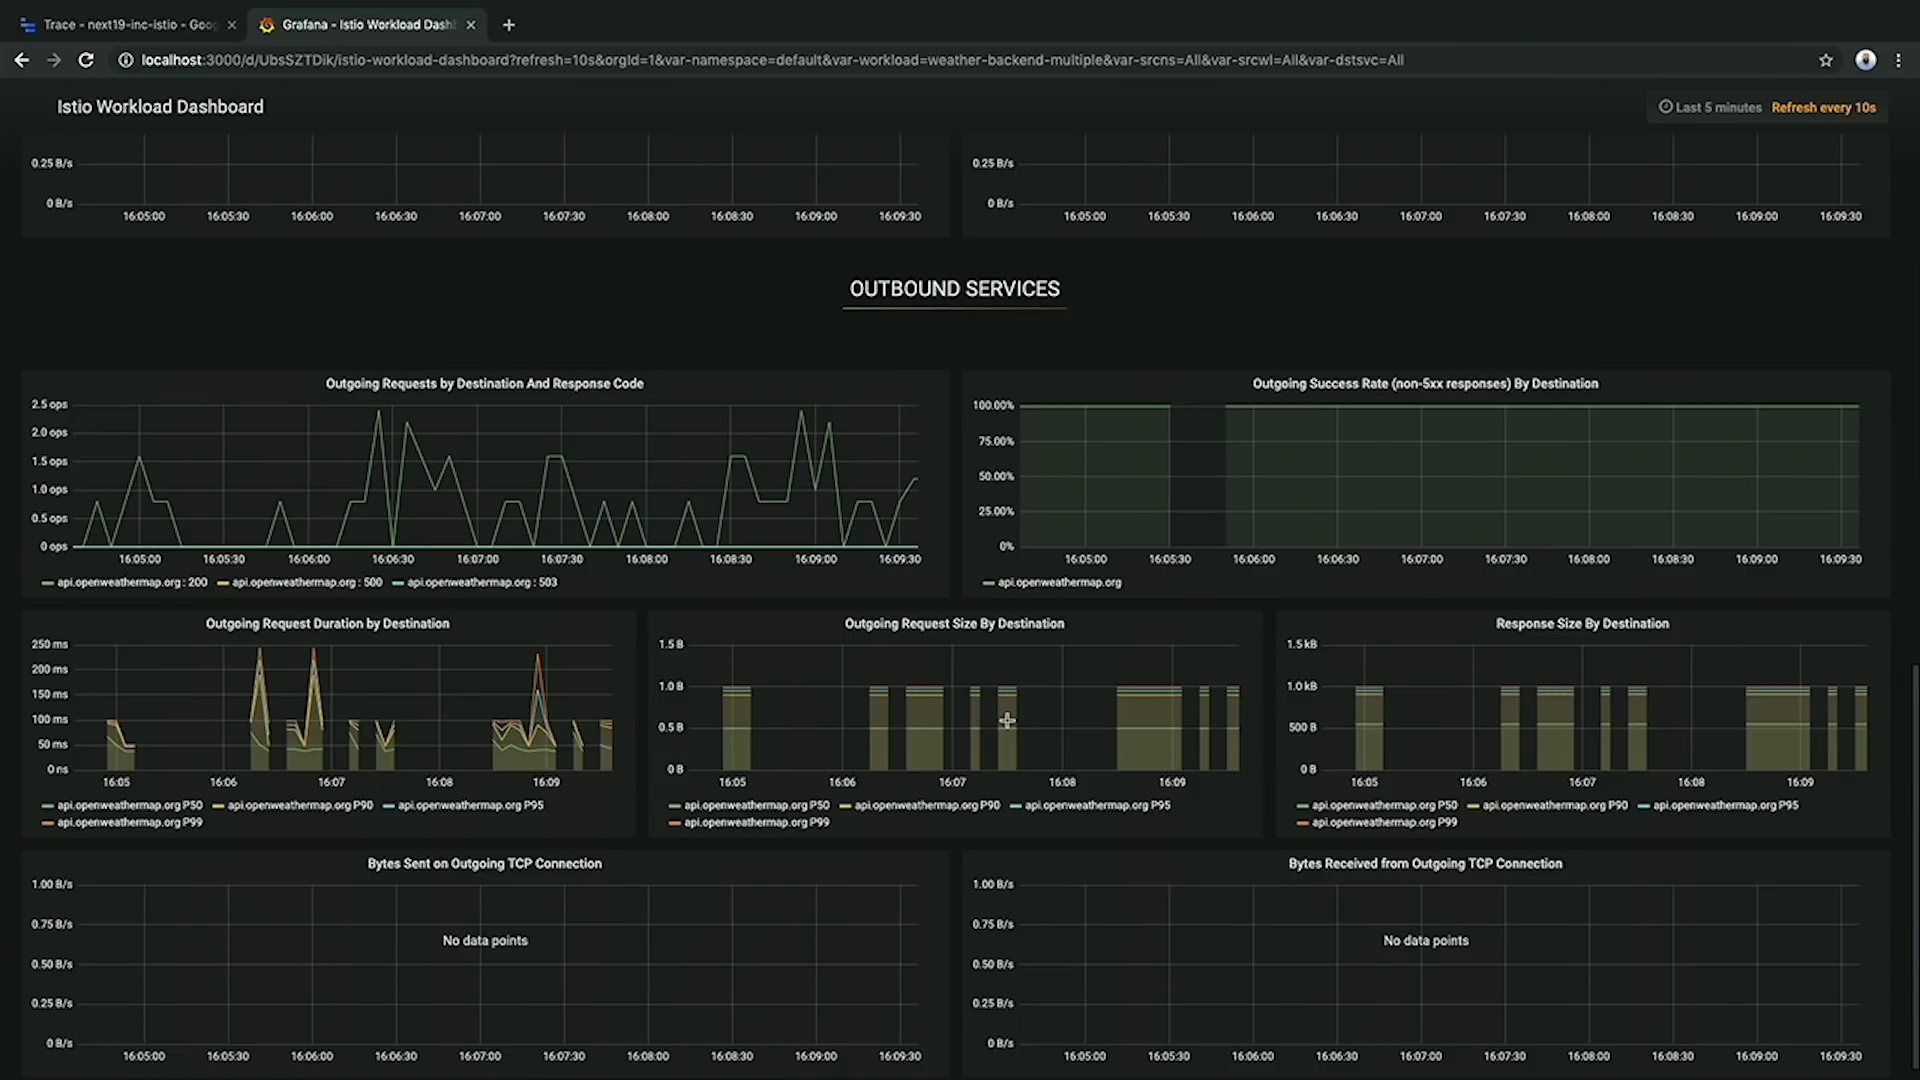 Trace - next19-inc-istio - Goo
Grafana - Istio Workload Dash
localhost:3000/d/UbsSZTDik/istio-workload-dashboard?refresh=10s&orgId=1&var-namespace=default&var-workload=weather-backend-multiple&var-srcns=All&var-srcwl=All&var-dstsvc=All
Istio Workload Dashboard
Last 5 minutes Refresh every 10s
0.25 B/s
0 B/s
16:05:00 16:05:30 16:06:00 16:06:30 16:07:00 16:07:30 16:08:00 16:08:30 16:09:00 16:09:30
0.25 B/s
0 B/s
16:05:00 16:05:30 16:06:00 16:06:30 16:07:00 16:07:30 16:08:00 16:08:30 16:09:00 16:09:30
OUTBOUND SERVICES
Outgoing Requests by Destination And Response Code
2.5 ops
2.0 ops
1.5 ops
1.0 ops
0.5 ops
0 ops
16:05:00 16:05:30 16:06:00 16:06:30 16:07:00 16:07:30 16:08:00 16:08:30 16:09:00 16:09:30
api.openweathermap.org : 200 api.openweathermap.org : 500 api.openweathermap.org : 503
Outgoing Success Rate (non-5xx responses) By Destination
100.00%
75.00%
50.00%
25.00%
0%
16:05:00 16:05:30 16:06:00 16:06:30 16:07:00 16:07:30 16:08:00 16:08:30 16:09:00 16:09:30
api.openweathermap.org
Outgoing Request Duration by Destination
250 ms
200 ms
150 ms
100 ms
50 ms
0 ns
16:05 16:06 16:07 16:08 16:09
api.openweathermap.org P50 api.openweathermap.org P90 api.openweathermap.org P95
api.openweathermap.org P99
Outgoing Request Size By Destination
1.5 B
1.0 B
0.5 B
0 B
16:05 16:06 16:07 16:08 16:09
api.openweathermap.org P50 api.openweathermap.org P90 api.openweathermap.org P95
api.openweathermap.org P99
Response Size By Destination
1.5 kB
1.0 kB
500 B
0 B
16:05 16:06 16:07 16:08 16:09
api.openweathermap.org P50 api.openweathermap.org P90 api.openweathermap.org P95
api.openweathermap.org P99
Bytes Sent on Outgoing TCP Connection
1.00 B/s
0.75 B/s
No data points
0.50 B/s
0.25 B/s
0 B/s
16:05:00 16:05:30 16:06:00 16:06:30 16:07:00 16:07:30 16:08:00 16:08:30 16:09:00 16:09:30
Bytes Received from Outgoing TCP Connection
1.00 B/s
0.75 B/s
No data points
0.50 B/s
0.25 B/s
0 B/s
16:05:00 16:05:30 16:06:00 16:06:30 16:07:00 16:07:30 16:08:00 16:08:30 16:09:00 16:09:30